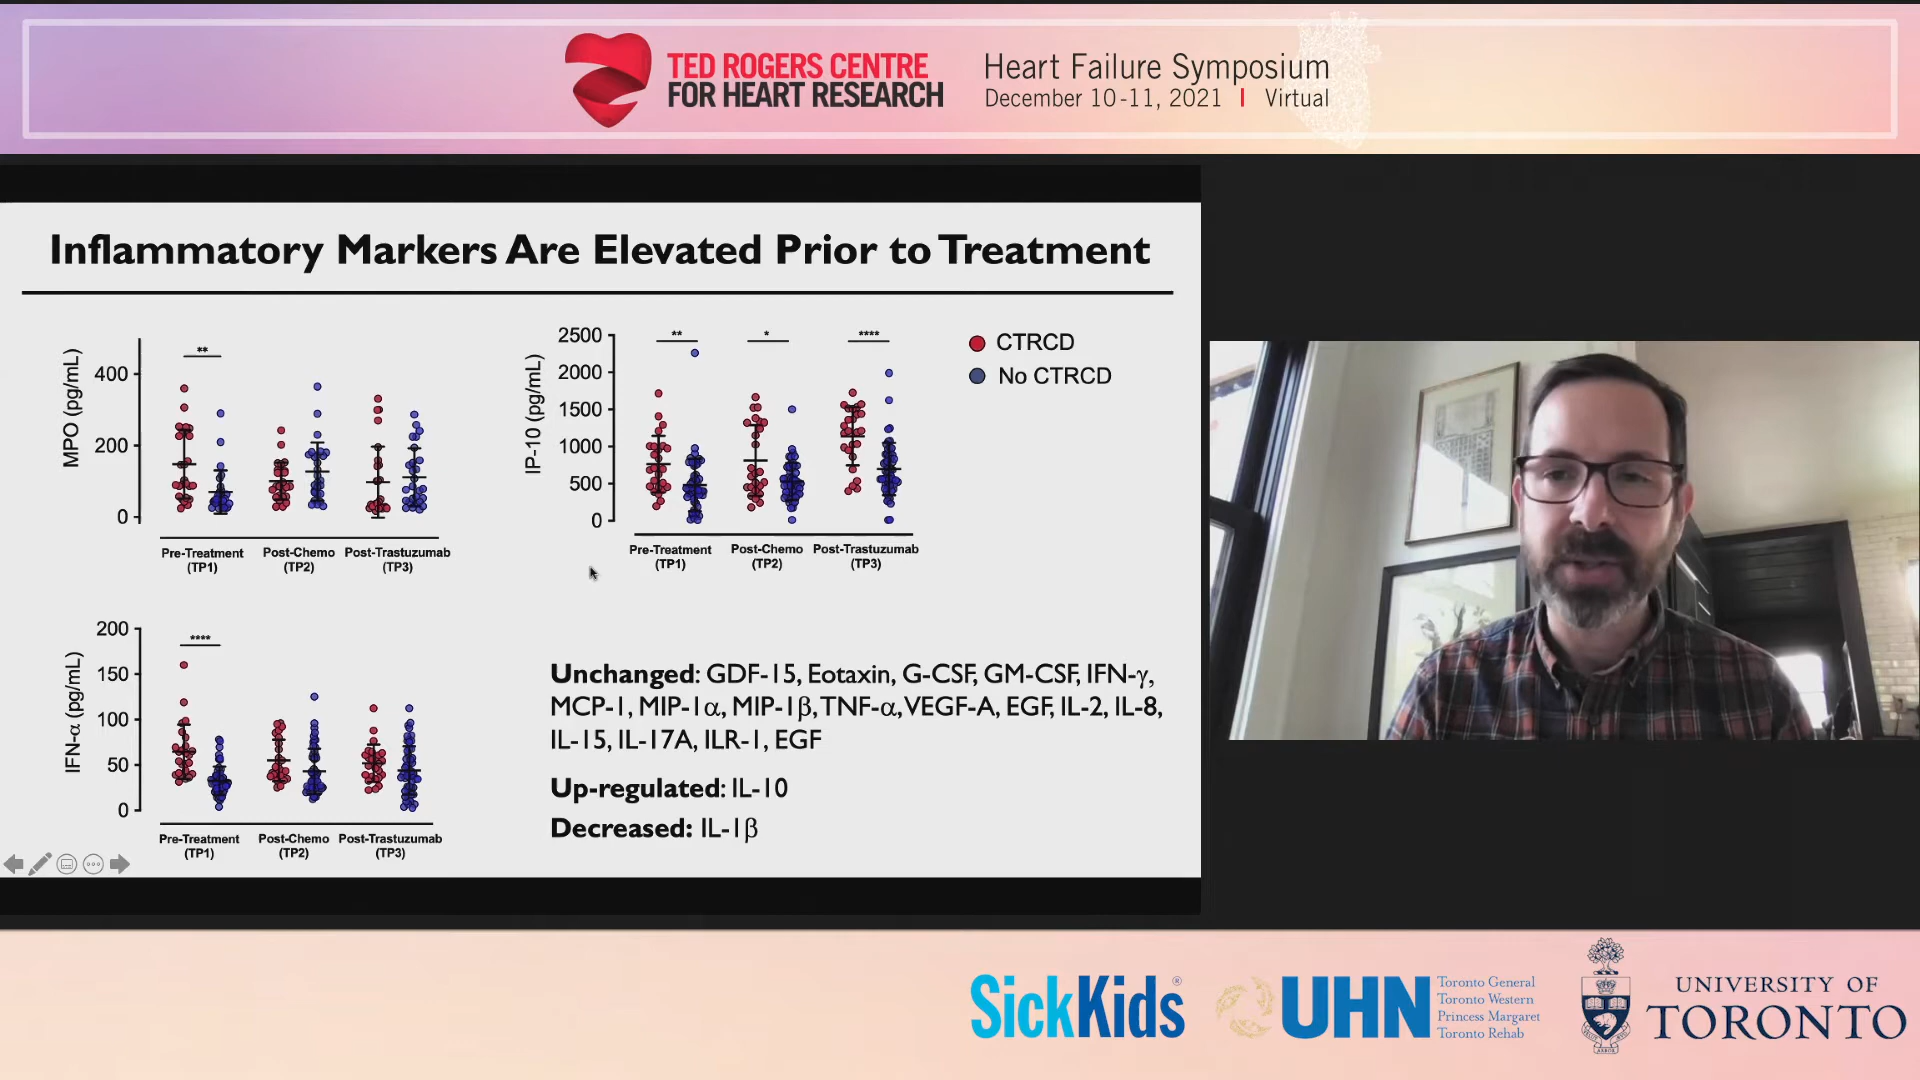 TED ROGERS CENTRE
FOR HEART RESEARCH
Heart Failure Symposium
December 10-11, 2021 | Virtual
Inflammatory Markers Are Elevated Prior to Treatment
MPO (pg/mL)
400
200
0
**
Pre-Treatment (TP1)
Post-Chemo (TP2)
Post-Trastuzumab (TP3)
IP-10 (pg/mL)
2500
2000
1500
1000
500
0
**
*
****
Pre-Treatment (TP1)
Post-Chemo (TP2)
Post-Trastuzumab (TP3)
CTRCD
No CTRCD
IFN-α (pg/mL)
200
150
100
50
0
****
Pre-Treatment (TP1)
Post-Chemo (TP2)
Post-Trastuzumab (TP3)
Unchanged: GDF-15, Eotaxin, G-CSF, GM-CSF, IFN-γ,
MCP-1, MIP-1α, MIP-1β, TNF-α, VEGF-A, EGF, IL-2, IL-8,
IL-15, IL-17A, ILR-1, EGF
Up-regulated: IL-10
Decreased: IL-1β
SickKids®
UHN
Toronto General
Toronto Western
Princess Margaret
Toronto Rehab
UNIVERSITY OF
TORONTO